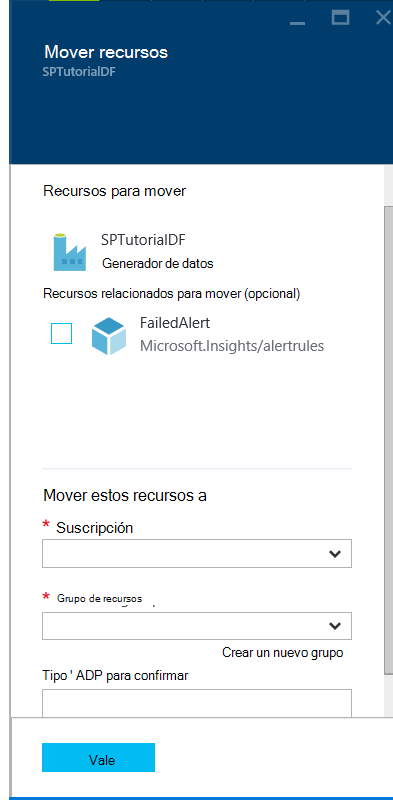 Mover recursos
SPTutorialDF
Recursos para mover
SPTutorialDF
Generador de datos
Recursos relacionados para mover (opcional)
FailedAlert
Microsoft.Insights/alertrules
Mover estos recursos a
* Suscripción
* Grupo de recursos
Crear un nuevo grupo
Tipo ' ADP para confirmar
Vale